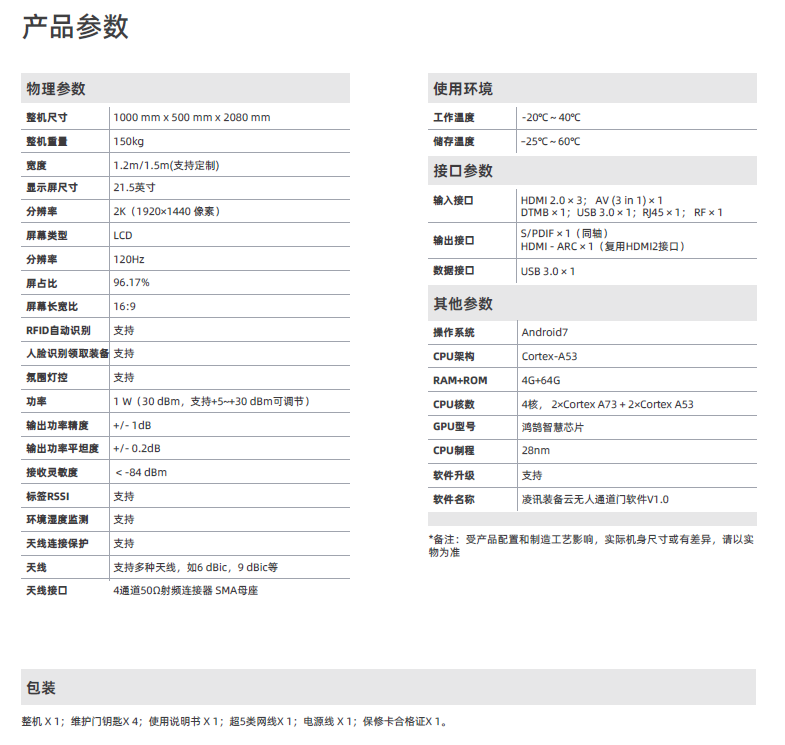 产品参数
物理参数
整机尺寸 1000 mm x 500 mm x 2080 mm
整机重量 150kg
宽度 1.2m/1.5m(支持定制)
显示屏尺寸 21.5英寸
分辨率 2K（1920×1440 像素）
屏幕类型 LCD
分辨率 120Hz
屏占比 96.17%
屏幕长宽比 16:9
RFID自动识别 支持
人脸识别领取装备 支持
氛围灯控 支持
功率 1 W（30 dBm，支持+5~+30 dBm可调节）
输出功率精度 +/- 1dB
输出功率平坦度 +/- 0.2dB
接收灵敏度 < -84 dBm
标签RSSI 支持
环境湿度监测 支持
天线连接保护 支持
天线 支持多种天线，如6 dBic，9 dBic等
天线接口 4通道50Ω射频连接器 SMA母座
使用环境
工作温度 -20℃ ~ 40℃
储存温度 –25℃ ~ 60℃
接口参数
输入接口 HDMI 2.0 × 3； AV (3 in 1) × 1
DTMB × 1；USB 3.0 × 1；RJ45 × 1； RF × 1
输出接口 S/PDIF × 1（同轴）
HDMI - ARC × 1（复用HDMI2接口）
数据接口 USB 3.0 × 1
其他参数
操作系统 Android7
CPU架构 Cortex-A53
RAM+ROM 4G+64G
CPU核数 4核， 2×Cortex A73 + 2×Cortex A53
GPU型号 鸿鹄智慧芯片
CPU制程 28nm
软件升级 支持
软件名称 凌讯装备云无人通道门软件V1.0
*备注：受产品配置和制造工艺影响，实际机身尺寸或有差异，请以实
物为准
包装
整机 X 1；维护门钥匙X 4；使用说明书 X 1；超5类网线X 1；电源线 X 1；保修卡合格证X 1。